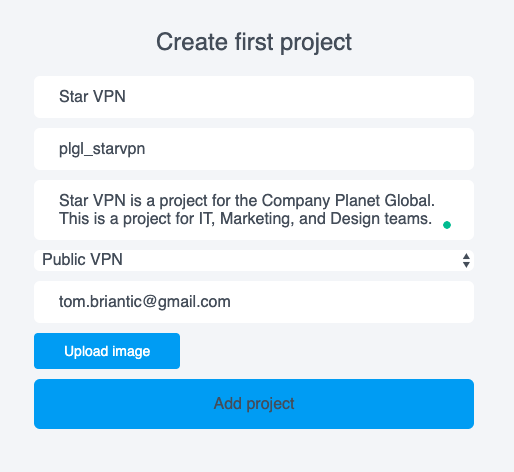 Create first project
Star VPN
plgl_starvpn
Star VPN is a project for the Company Planet Global.
This is a project for IT, Marketing, and Design teams.
Public VPN
tom.briantic@gmail.com
Upload image
Add project